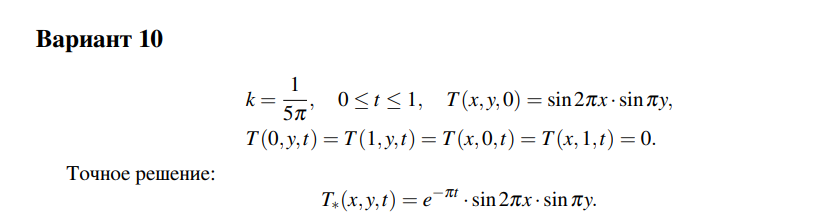 Вариант 10
k = 1/(5π), 0 ≤ t ≤ 1, T(x,y,0) = sin 2πx · sin πy,
T(0,y,t) = T(1,y,t) = T(x,0,t) = T(x,1,t) = 0.
Точное решение:
T∗(x,y,t) = e^{−πt} · sin 2πx · sin πy.